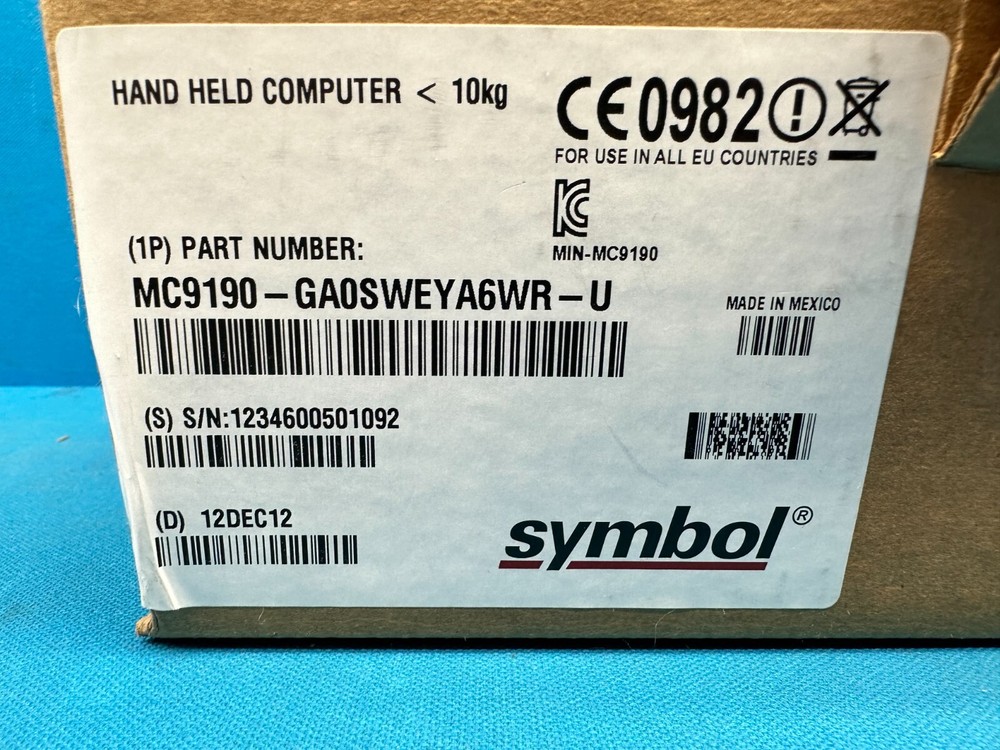 HAND HELD COMPUTER < 10kg
CE0982
FOR USE IN ALL EU COUNTRIES
KC
MIN-MC9190
(1P) PART NUMBER:
MC9190-GA0SWEYA6WR-U
MADE IN MEXICO
(S) S/N:1234600501092
(D) 12DEC12
symbol®